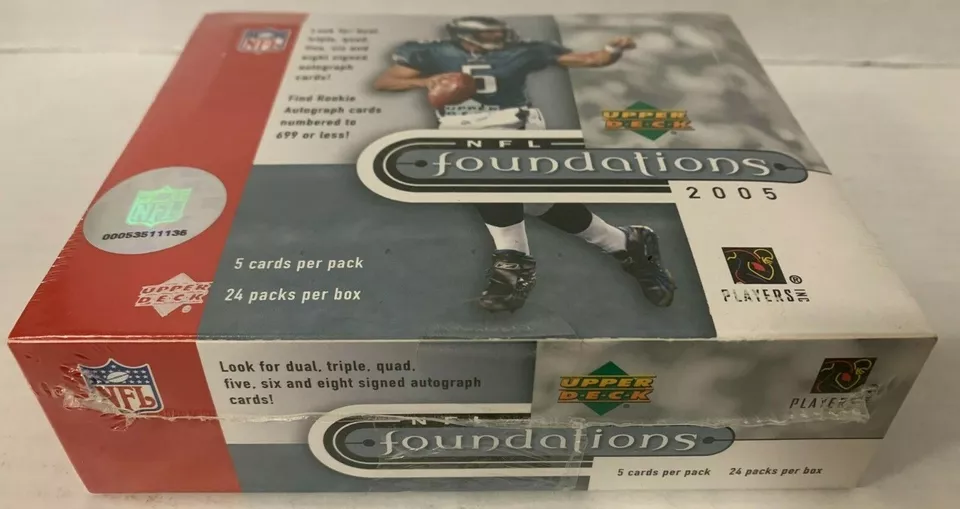 NFL
Look for dual,
triple, quad,
five, six and
eight signed
autograph
cards!
Find Rookie
Autograph cards
numbered to
699 or less!
5
UPPER
D·E·C·K
NFL
foundations
2005
NFL
00053511136
5 cards per pack
24 packs per box
UPPER
DECK
PLAYERS INC
NFL
Look for dual, triple, quad,
five, six and eight signed autograph
cards!
UPPER
D·E·C·K
PLAYERS
NFL
foundations
5 cards per pack 24 packs per box